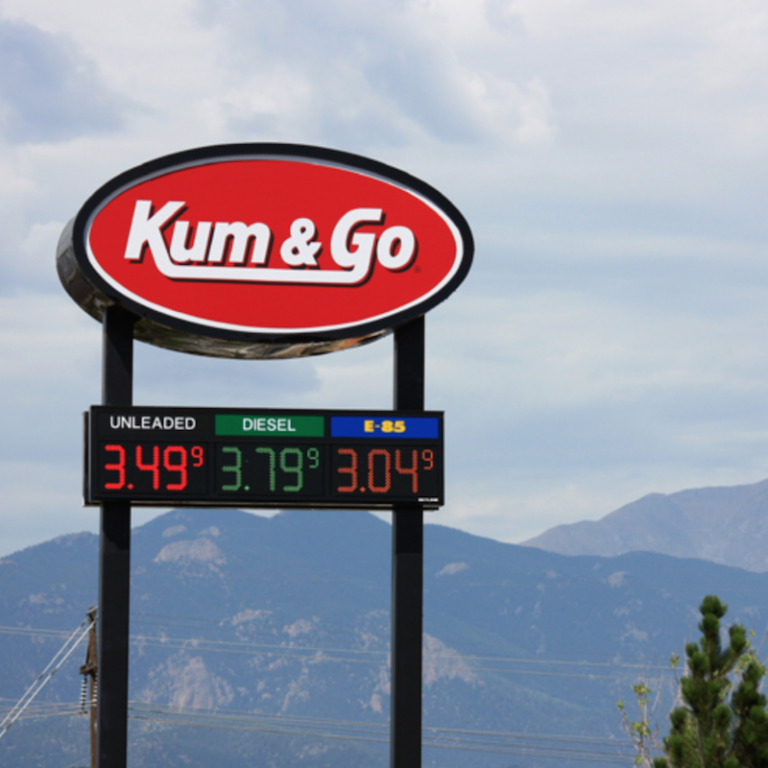 Kum & Go
UNLEADED DIESEL E-85
3.49⁹ 3.79⁹ 3.04⁹